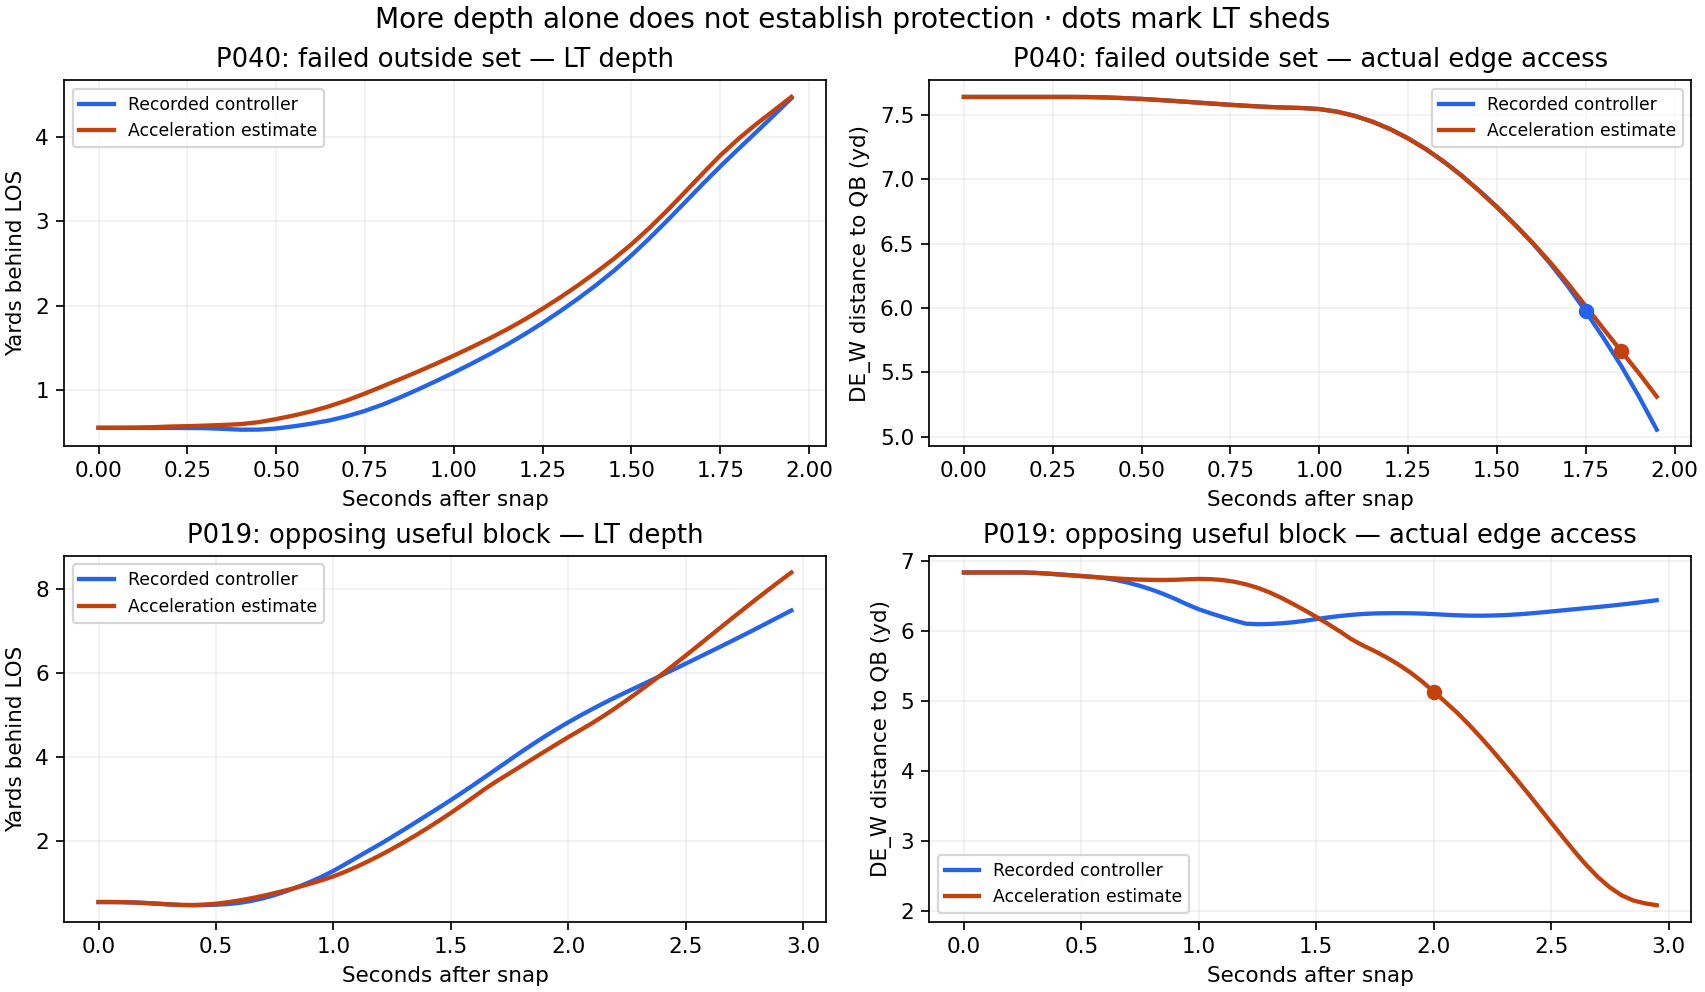 More depth alone does not establish protection · dots mark LT sheds
P040: failed outside set — LT depth
Yards behind LOS
4
3
2
1
Recorded controller
Acceleration estimate
0.00 0.25 0.50 0.75 1.00 1.25 1.50 1.75 2.00
Seconds after snap
P040: failed outside set — actual edge access
DE_W distance to QB (yd)
7.5
7.0
6.5
6.0
5.5
5.0
Recorded controller
Acceleration estimate
0.00 0.25 0.50 0.75 1.00 1.25 1.50 1.75 2.00
Seconds after snap
P019: opposing useful block — LT depth
Yards behind LOS
8
6
4
2
Recorded controller
Acceleration estimate
0.0 0.5 1.0 1.5 2.0 2.5 3.0
Seconds after snap
P019: opposing useful block — actual edge access
DE_W distance to QB (yd)
7
6
5
4
3
2
Recorded controller
Acceleration estimate
0.0 0.5 1.0 1.5 2.0 2.5 3.0
Seconds after snap